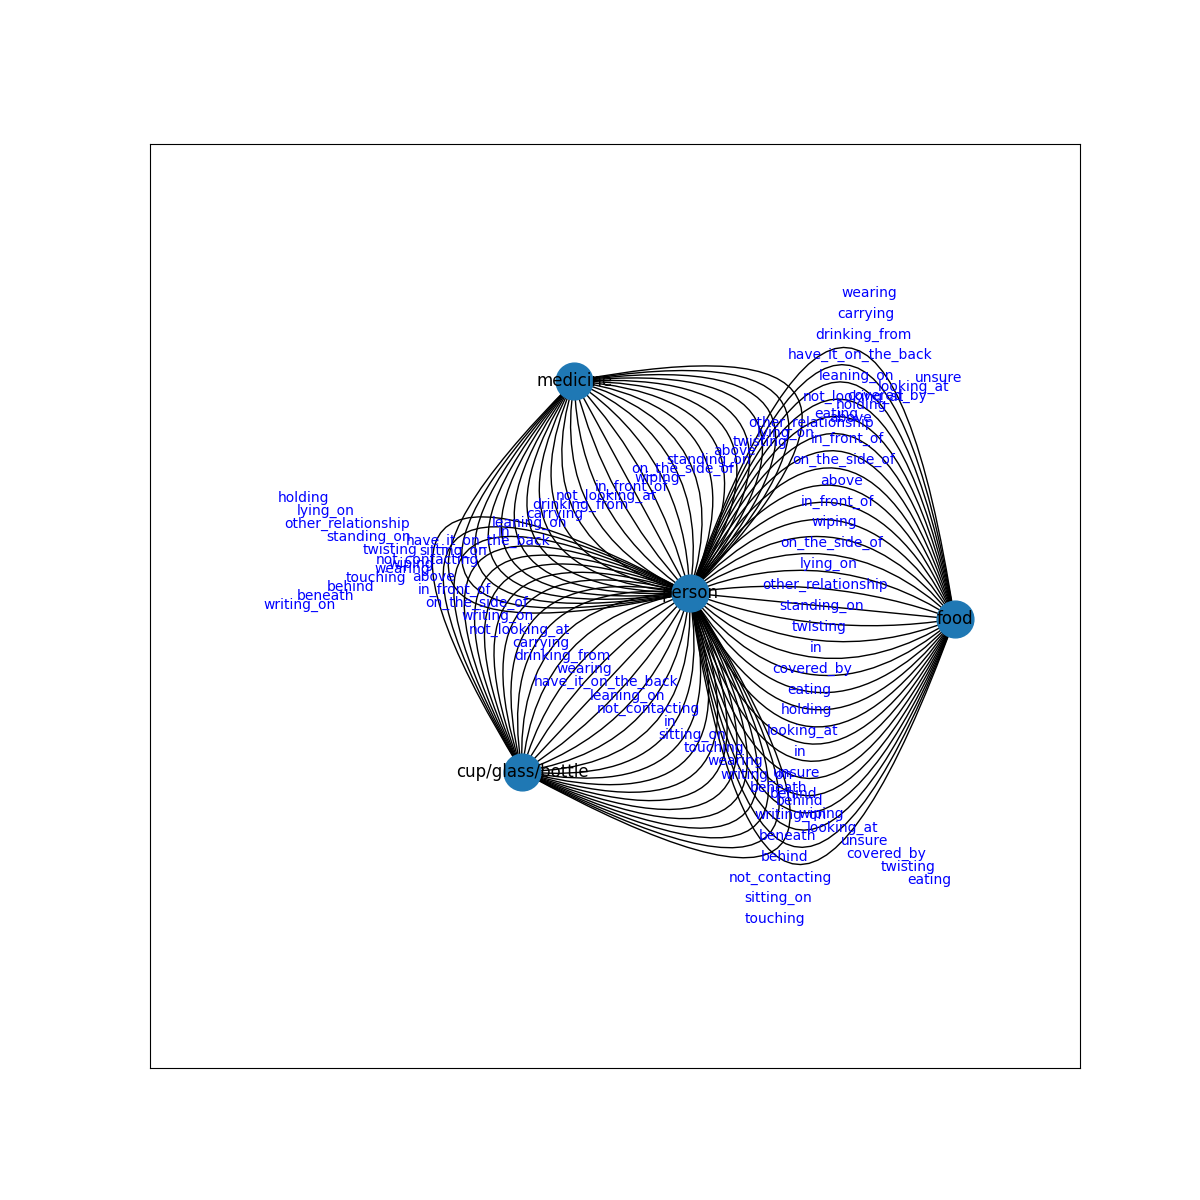 wearing
carrying
drinking_from
have_it_on_the_back
leaning_on
unsure
looking_at
not_looking_at
covered_by
holding
eating
above
medicine
other_relationship
lying_on
in_front_of
twisting
above
standing_on
on_the_side_of
on_the_side_of
wiping
above
in_front_of
not_looking_at
holding
in_front_of
drinking_from
lying_on
carrying
wiping
other_relationship
leaning_on
in
standing_on
have_it_on_the_back
on_the_side_of
twisting
sitting_on
not_contacting
wiping
lying_on
wearing
touching
above
behind
in_front_of
other_relationship
beneath
person
writing_on
on_the_side_of
standing_on
writing_on
food
not_looking_at
twisting
carrying
in
drinking_from
wearing
covered_by
have_it_on_the_back
eating
leaning_on
not_contacting
holding
in
looking_at
sitting_on
touching
in
wearing
cup/glass/bottle
writing_on
unsure
beneath
behind
behind
writing_on
wiping
looking_at
beneath
unsure
behind
covered_by
twisting
not_contacting
eating
sitting_on
touching